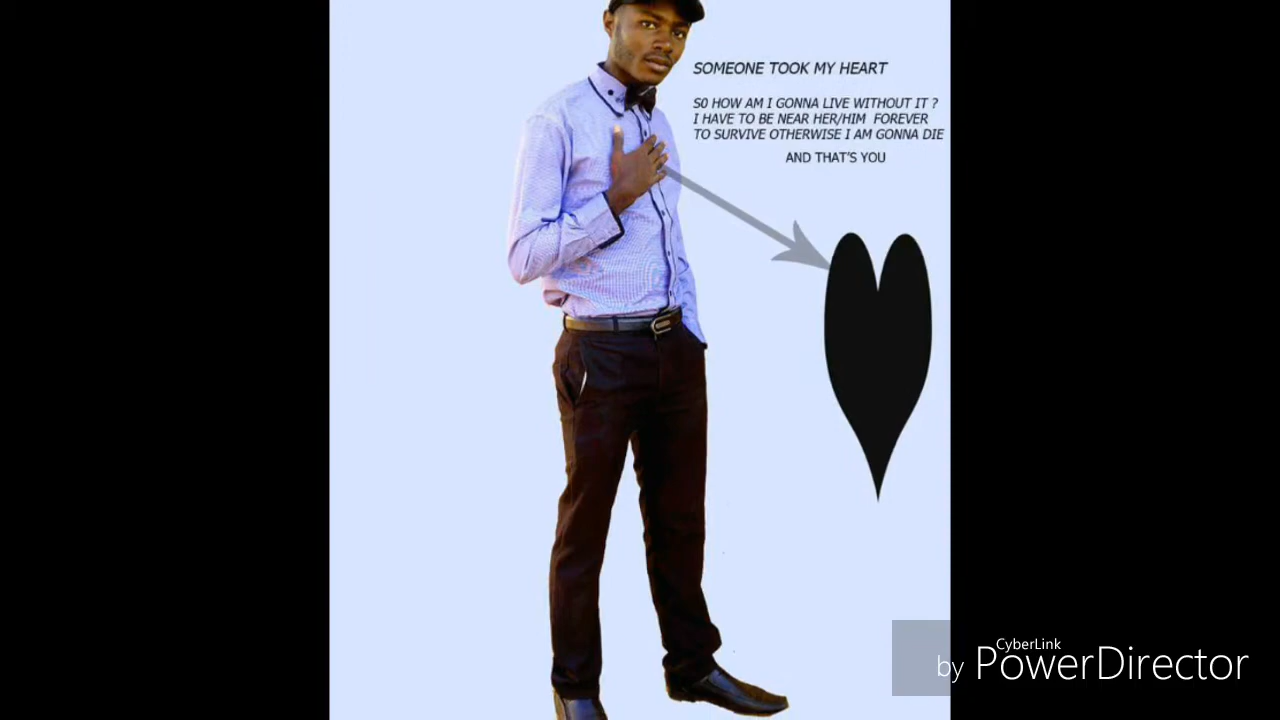 SOMEONE TOOK MY HEART
SO HOW AM I GONNA LIVE WITHOUT IT ?
I HAVE TO BE NEAR HER/HIM FOREVER
TO SURVIVE OTHERWISE I AM GONNA DIE
AND THAT'S YOU
CyberLink
by PowerDirector